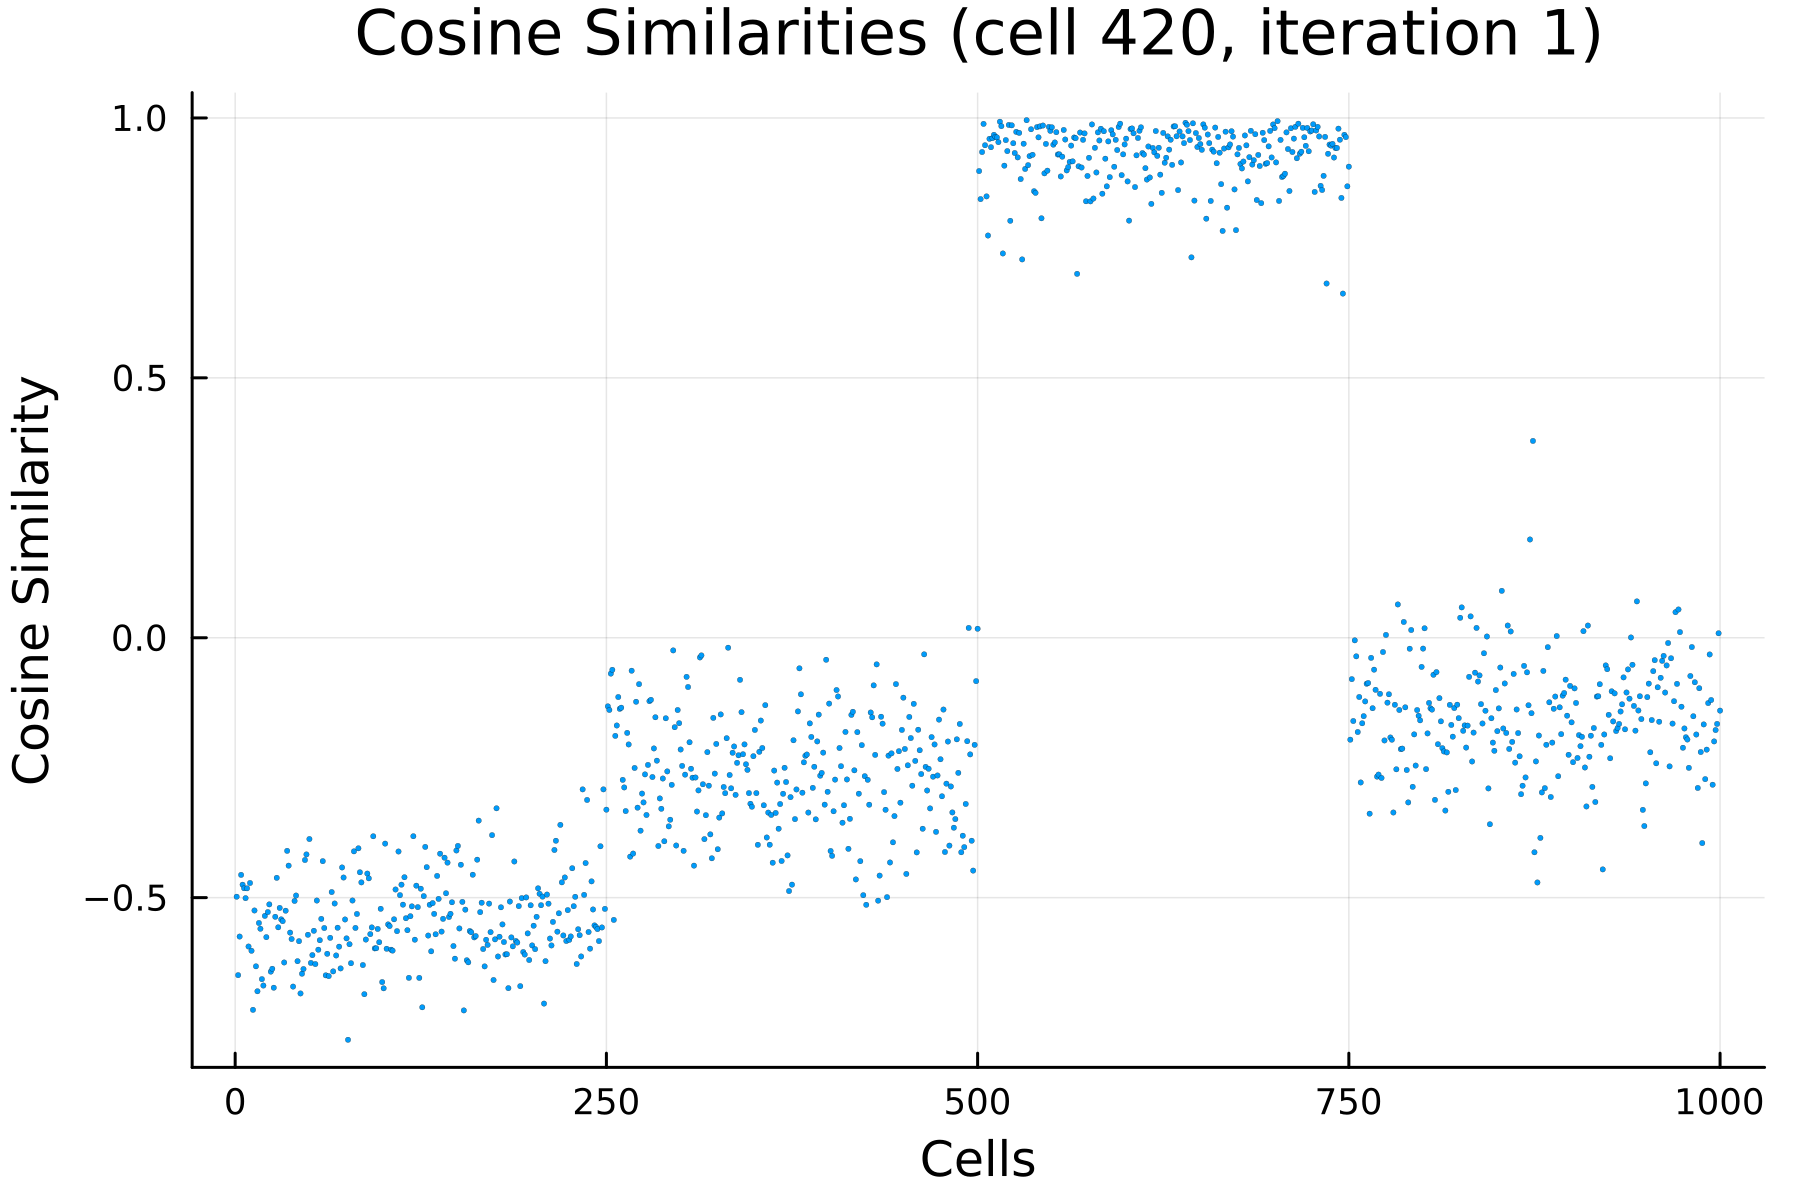 Cosine Similarities (cell 420, iteration 1)
1.0
0.5
0.0
−0.5
Cosine Similarity
0 250 500 750 1000
Cells